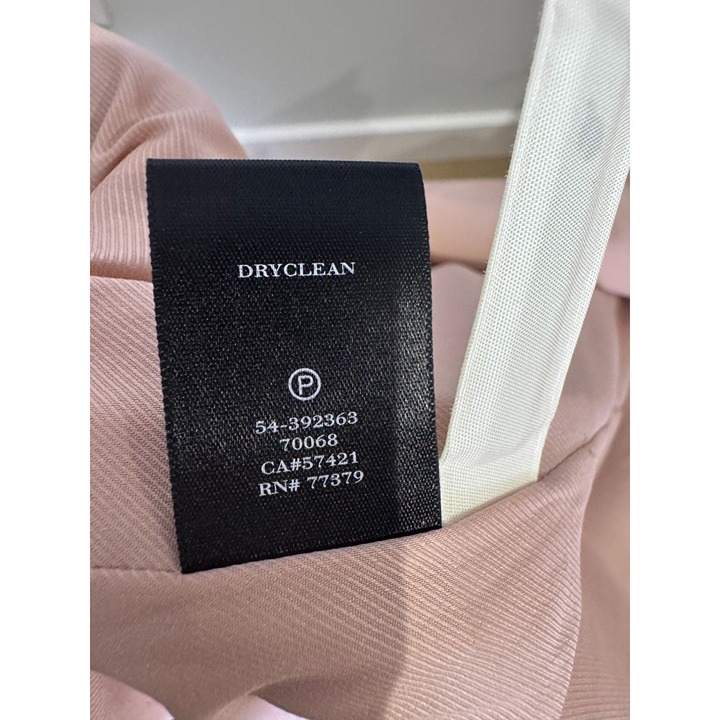 DRYCLEAN
P
54-392363
70068
CA#57421
RN# 77379